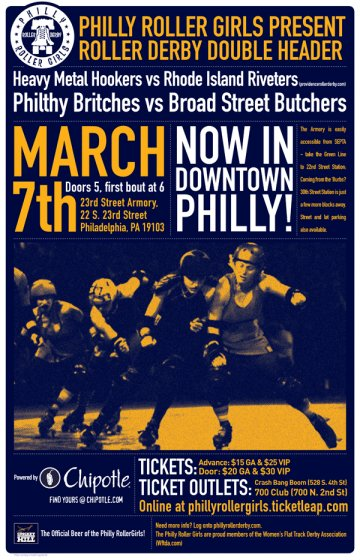 PHILLY
ROLLER DERBY
ROLLER GIRLS
PHILLY ROLLER GIRLS PRESENT
ROLLER DERBY DOUBLE HEADER
Heavy Metal Hookers vs Rhode Island Riveters (providencerollerderby.com)
Philthy Britches vs Broad Street Butchers
MARCH
7th
Doors 5, first bout at 6
23rd Street Armory,
22 S. 23rd Street
Philadelphia, PA 19103
NOW IN
DOWNTOWN
PHILLY!
The Armory is easily
accessible from SEPTA
- take the Green Line
to 22nd Street Station.
Coming from the 'Burbs?
30th Street Station is just
a few more blocks away.
Street and lot parking
also available.
Powered by Chipotle
FIND YOURS @ CHIPOTLE.COM
TICKETS: Advance: $15 GA & $25 VIP
Door: $20 GA & $30 VIP
TICKET OUTLETS: Crash Bang Boom (528 S. 4th St)
700 Club (700 N. 2nd St)
Online at phillyrollergirls.ticketleap.com
The Official Beer of the Philly RollerGirls!
Need more info? Log onto phillyrollerderby.com.
The Philly Roller Girls are proud members of the Women's Flat Track Derby Association
(Wftda.com)